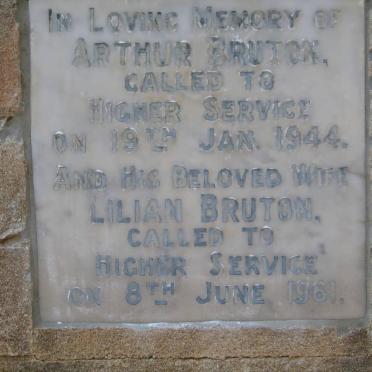 In Loving Memory of
Arthur Bruton,
called to
Higher Service
on 19th Jan. 1944.
And His Beloved Wife
Lilian Bruton,
called to
Higher Service
on 8th June 1961.